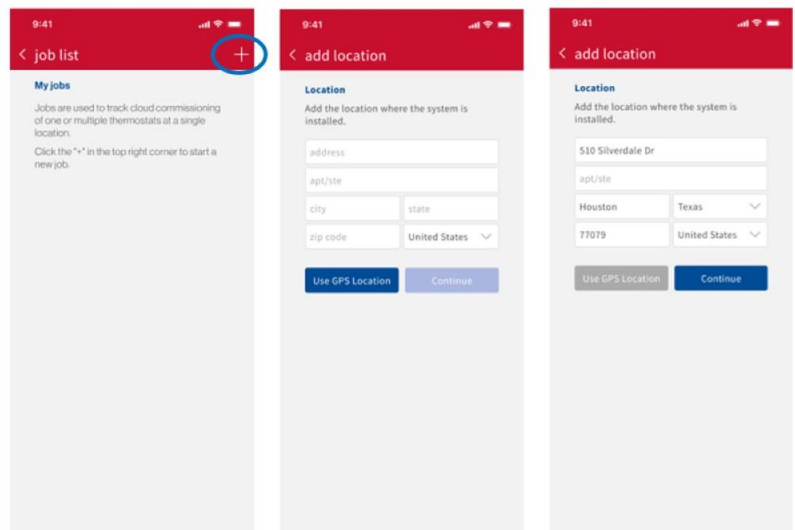 9:41
job list
+
My jobs
Jobs are used to track cloud commissioning
of one or multiple thermostats at a single
location.
Click the "+" in the top right corner to start a
new job.
9:41
add location
Location
Add the location where the system is
installed.
address
apt/ste
city
state
zip code
United States
Use GPS Location
Continue
9:41
add location
Location
Add the location where the system is
installed.
510 Silverdale Dr
apt/ste
Houston
Texas
77079
United States
Use GPS Location
Continue